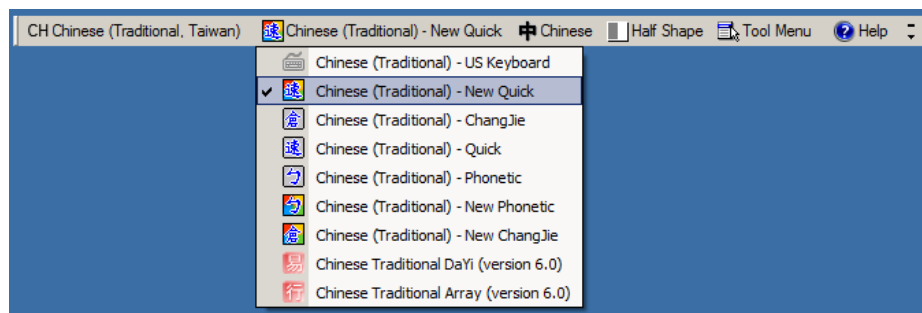 CH Chinese (Traditional, Taiwan) 速 Chinese (Traditional) - New Quick 中 Chinese Half Shape Tool Menu ? Help
Chinese (Traditional) - US Keyboard
速 Chinese (Traditional) - New Quick
倉 Chinese (Traditional) - ChangJie
速 Chinese (Traditional) - Quick
ㄅ Chinese (Traditional) - Phonetic
ㄅ Chinese (Traditional) - New Phonetic
倉 Chinese (Traditional) - New ChangJie
易 Chinese Traditional DaYi (version 6.0)
行 Chinese Traditional Array (version 6.0)